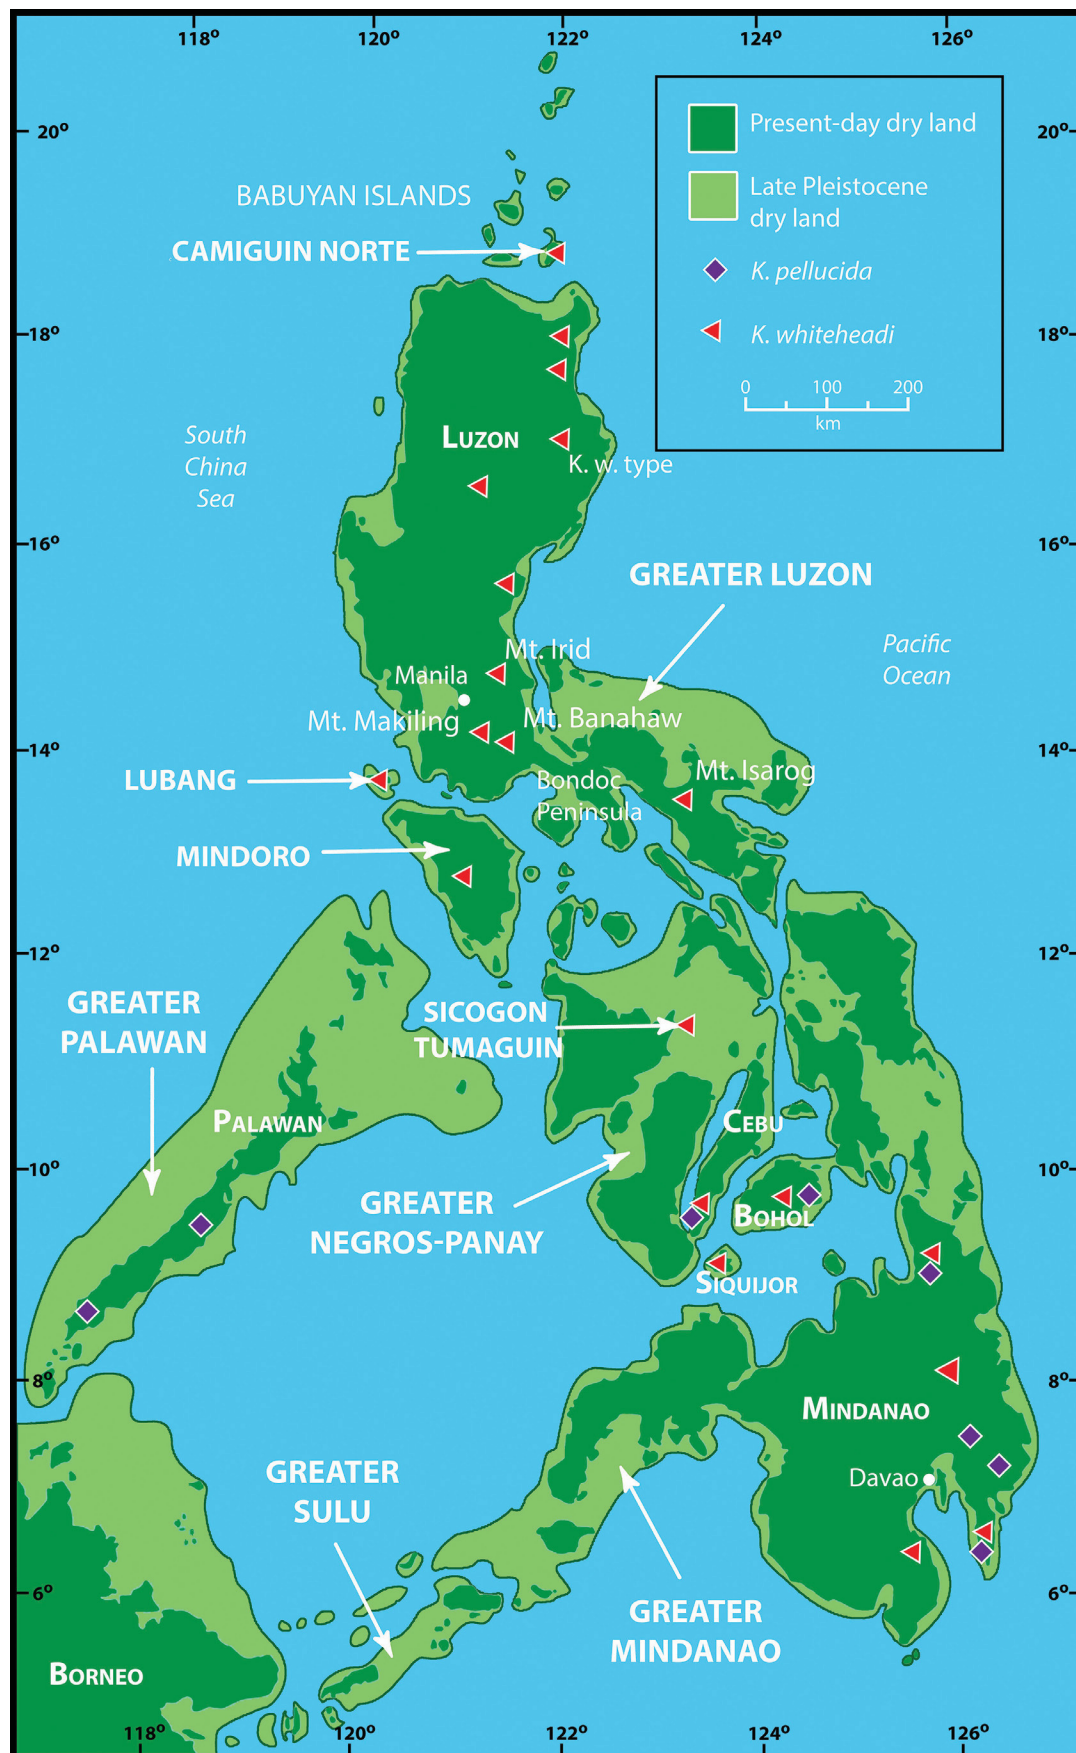 118° 120° 122° 124° 126°
20° 20°
Present-day dry land
Late Pleistocene
dry land
K. pellucida
K. whiteheadi
0 100 200
km
BABUYAN ISLANDS
CAMIGUIN NORTE
18° 18°
South
China
Sea
LUZON
K. w. type
16° 16°
GREATER LUZON
Pacific
Ocean
Mt. Irid
Manila
Mt. Makiling
Mt. Banahaw
14° 14°
LUBANG
Bondoc
Peninsula
Mt. Isarog
MINDORO
12° 12°
GREATER
PALAWAN
SICOGON
TUMAGUIN
PALAWAN
CEBU
10° 10°
GREATER
NEGROS-PANAY
BOHOL
SIQUIJOR
8° 8°
MINDANAO
Davao
GREATER
SULU
6° 6°
GREATER
MINDANAO
BORNEO
118° 120° 122° 124° 126°